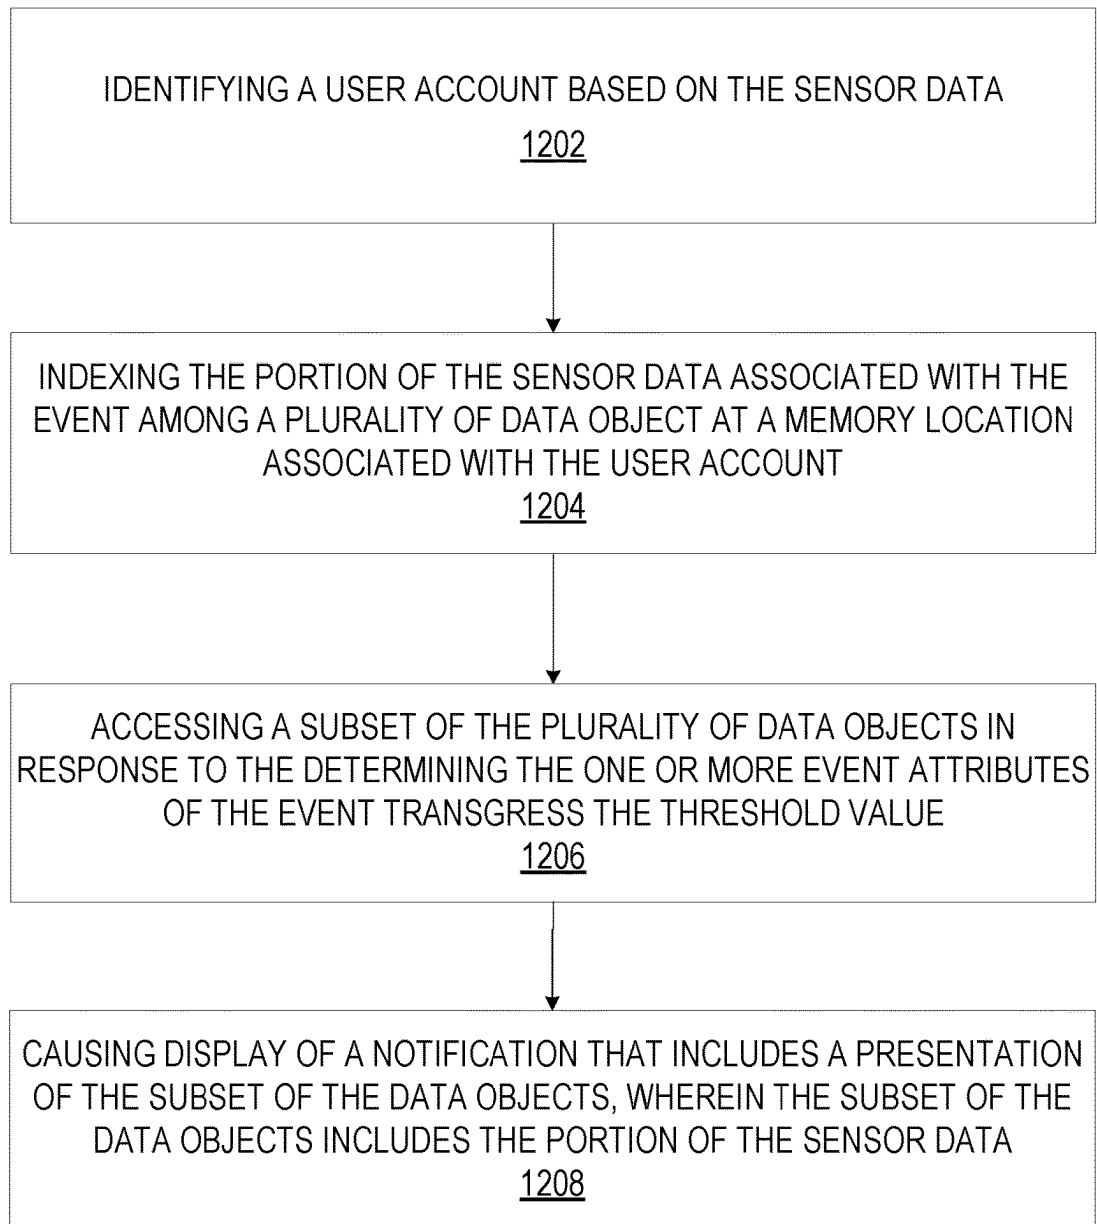 IDENTIFYING A USER ACCOUNT BASED ON THE SENSOR DATA
1202
INDEXING THE PORTION OF THE SENSOR DATA ASSOCIATED WITH THE
EVENT AMONG A PLURALITY OF DATA OBJECT AT A MEMORY LOCATION
ASSOCIATED WITH THE USER ACCOUNT
1204
ACCESSING A SUBSET OF THE PLURALITY OF DATA OBJECTS IN
RESPONSE TO THE DETERMINING THE ONE OR MORE EVENT ATTRIBUTES
OF THE EVENT TRANSGRESS THE THRESHOLD VALUE
1206
CAUSING DISPLAY OF A NOTIFICATION THAT INCLUDES A PRESENTATION
OF THE SUBSET OF THE DATA OBJECTS, WHEREIN THE SUBSET OF THE
DATA OBJECTS INCLUDES THE PORTION OF THE SENSOR DATA
1208